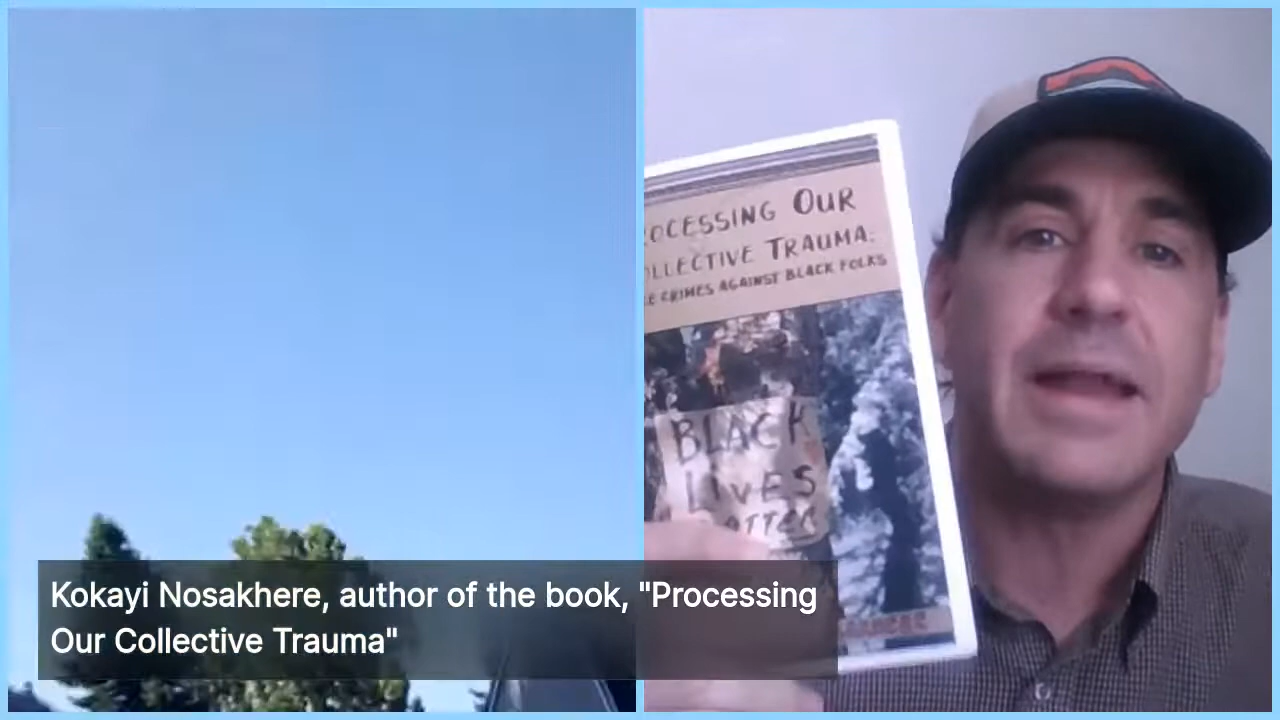 OCESSING OUR
OLLECTIVE TRAUMA:
CRIMES AGAINST BLACK FOLKS
BLACK
LIVES
ATTER
Kokayi Nosakhere, author of the book, "Processing
Our Collective Trauma"